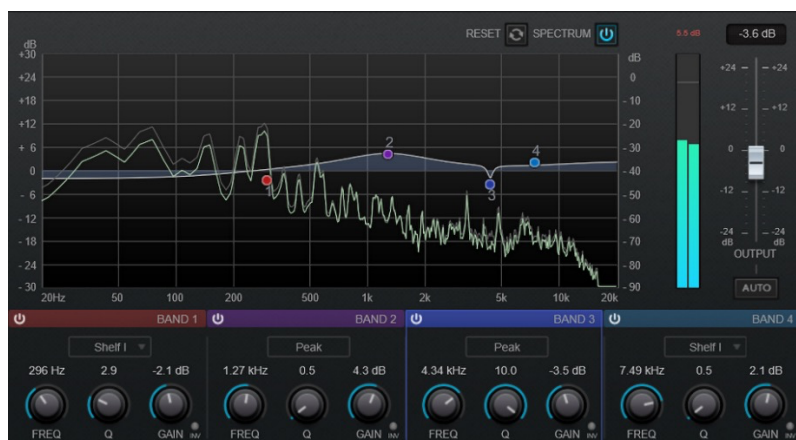 RESET SPECTRUM 5.5 dB -3.6 dB
dB
+30 dB
+24 0 +24 +24
+18 - 10
+12 - 20 +12 +12
+ 6 - 30
0 - 40 0 0
- 6 - 50
-12 - 60 -12 -12
-18 - 70
-24 - 80 -24 -24
- 30 - 90 dB dB
1 2 3 4
OUTPUT
20Hz 50 100 200 500 1k 2k 5k 10k 20k AUTO
BAND 1 BAND 2 BAND 3 BAND 4
Shelf I Peak Peak Shelf I
296 Hz 2.9 -2.1 dB 1.27 kHz 0.5 4.3 dB 4.34 kHz 10.0 -3.5 dB 7.49 kHz 0.5 2.1 dB
FREQ Q GAIN INV FREQ Q GAIN INV FREQ Q GAIN INV FREQ Q GAIN INV